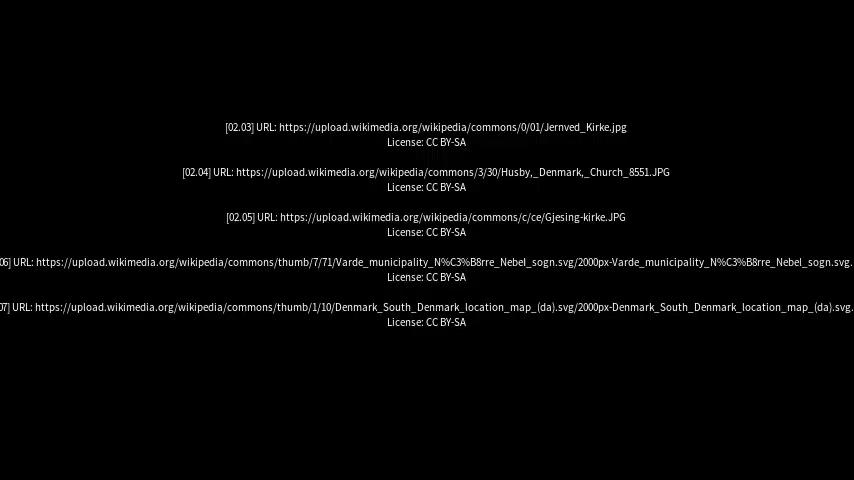 [02.03] URL: https://upload.wikimedia.org/wikipedia/commons/0/01/Jernved_Kirke.jpg
License: CC BY-SA
[02.04] URL: https://upload.wikimedia.org/wikipedia/commons/3/30/Husby,_Denmark,_Church_8551.JPG
License: CC BY-SA
[02.05] URL: https://upload.wikimedia.org/wikipedia/commons/c/ce/Gjesing-kirke.JPG
License: CC BY-SA
06] URL: https://upload.wikimedia.org/wikipedia/commons/thumb/7/71/Varde_municipality_N%C3%B8rre_Nebel_sogn.svg/2000px-Varde_municipality_N%C3%B8rre_Nebel_sogn.svg.
License: CC BY-SA
07] URL: https://upload.wikimedia.org/wikipedia/commons/thumb/1/10/Denmark_South_Denmark_location_map_(da).svg/2000px-Denmark_South_Denmark_location_map_(da).svg.
License: CC BY-SA